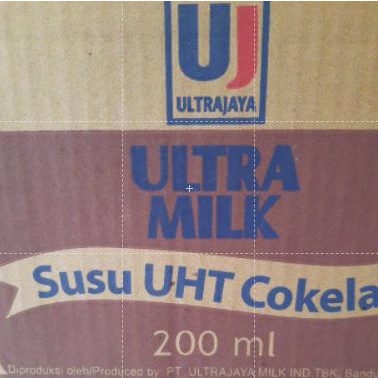 UJ
ULTRAJAYA
ULTRA
MILK
Susu UHT Cokela
200 ml
Diproduksi oleh/Produced by PT. ULTRAJAYA MILK IND. TBK, Bandu